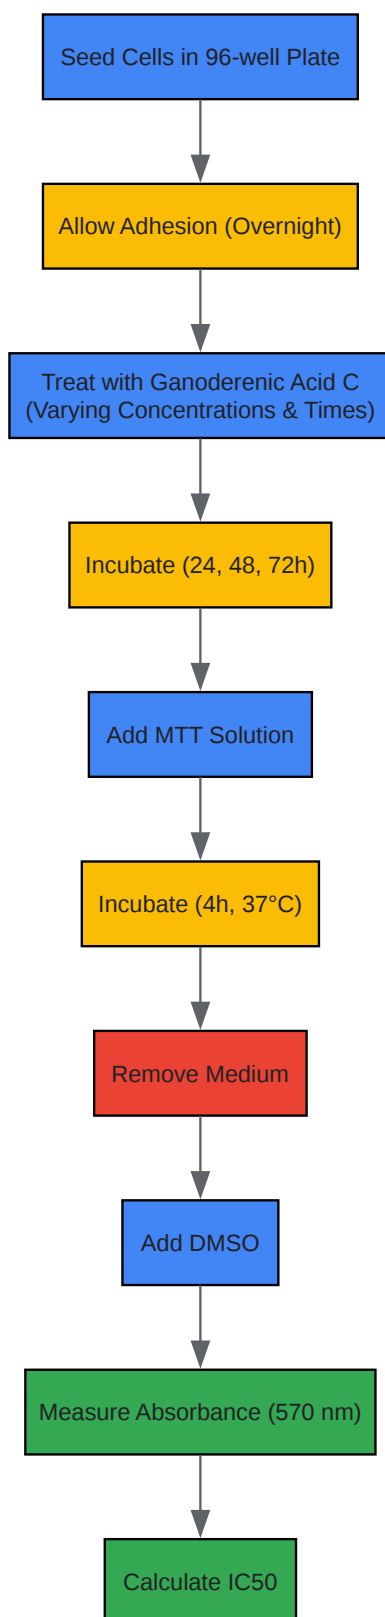 Seed Cells in 96-well Plate
Allow Adhesion (Overnight)
Treat with Ganoderenic Acid C
(Varying Concentrations & Times)
Incubate (24, 48, 72h)
Add MTT Solution
Incubate (4h, 37°C)
Remove Medium
Add DMSO
Measure Absorbance (570 nm)
Calculate IC50